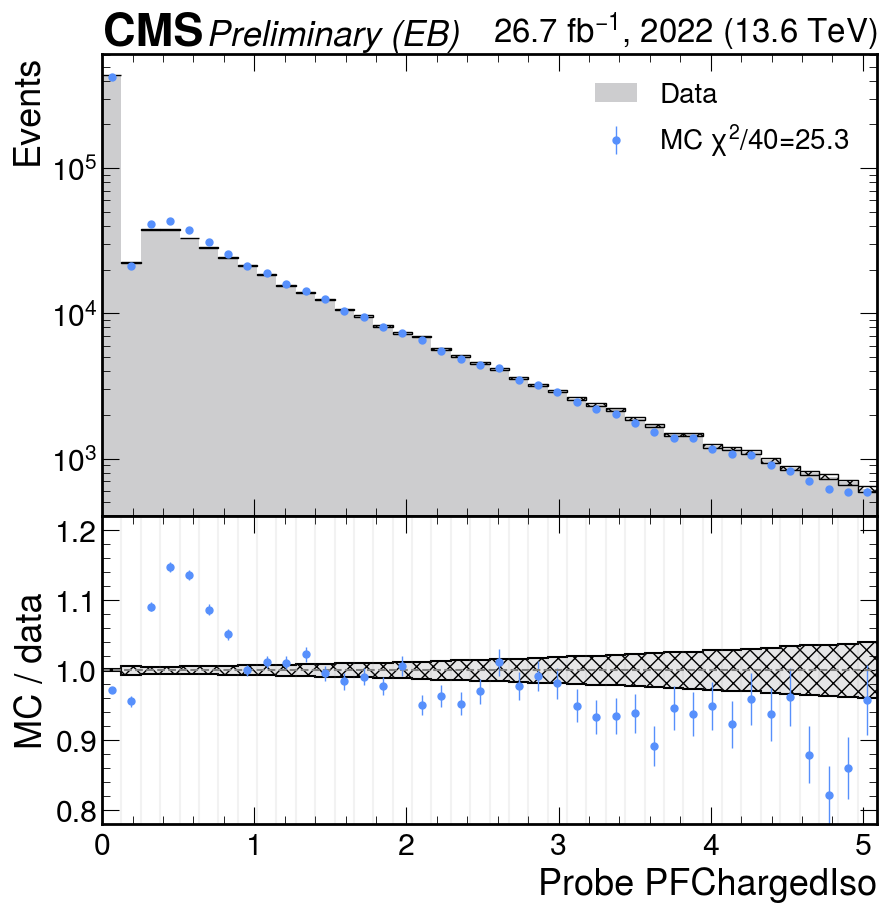 CMS Preliminary (EB) 26.7 fb⁻¹, 2022 (13.6 TeV)
Events
Data
MC χ²/40=25.3
10⁵
10⁴
10³
MC / data
1.2
1.1
1.0
0.9
0.8
0 1 2 3 4 5
Probe PFChargedIso